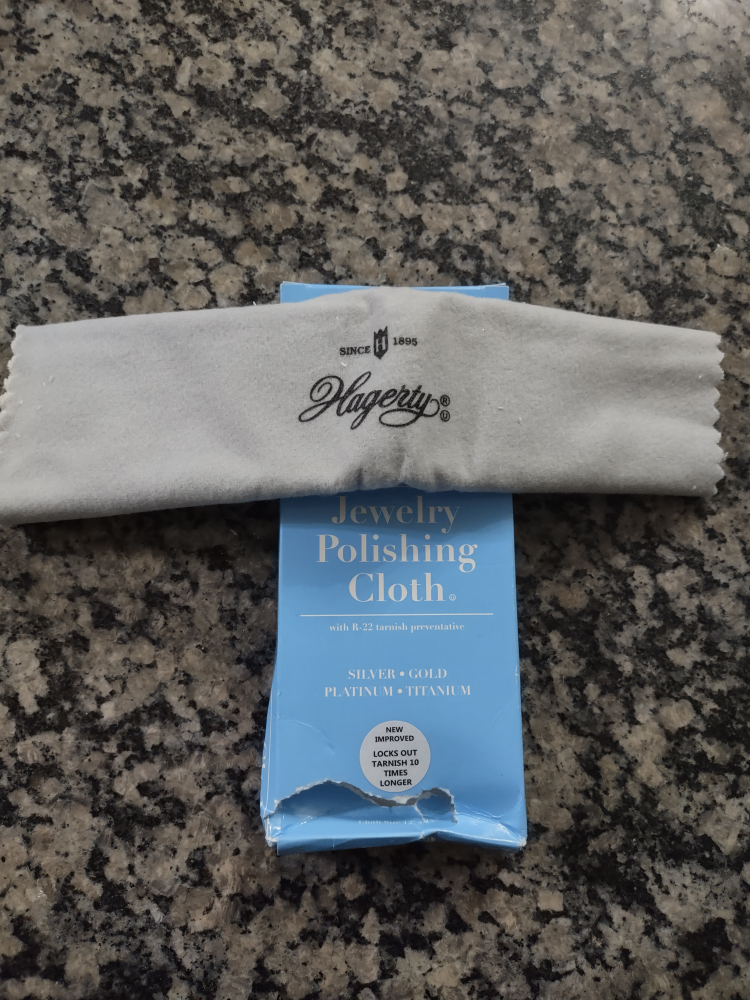 SINCE H 1895
Hagerty®
Jewelry
Polishing
Cloth
with R-22 tarnish preventative
SILVER • GOLD
PLATINUM • TITANIUM
NEW
IMPROVED
LOCKS OUT
TARNISH 10
TIMES
LONGER